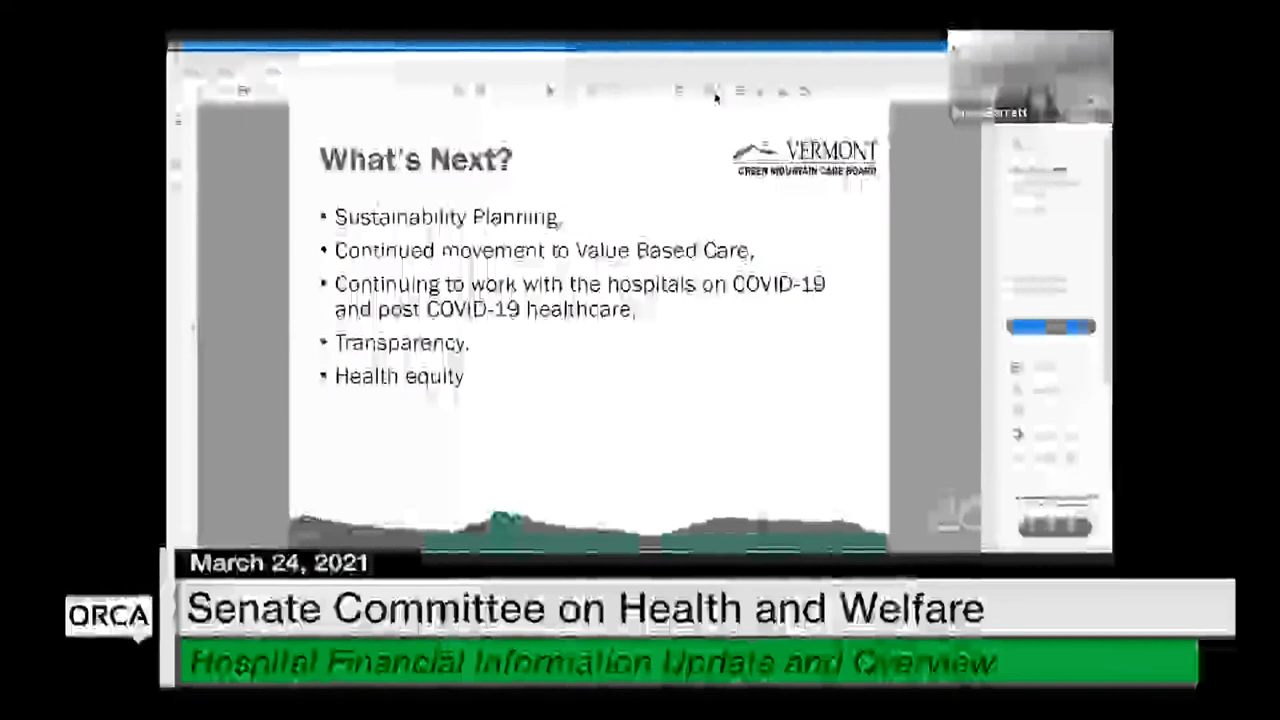 What's Next?
VERMONT
GREEN MOUNTAIN CARE BOARD
• Sustainability Planning,
• Continued movement to Value Based Care,
• Continuing to work with the hospitals on COVID-19
and post COVID-19 healthcare,
• Transparency.
• Health equity
March 24, 2021
ORCA
Senate Committee on Health and Welfare
Hospital Financial Information Update and Overview